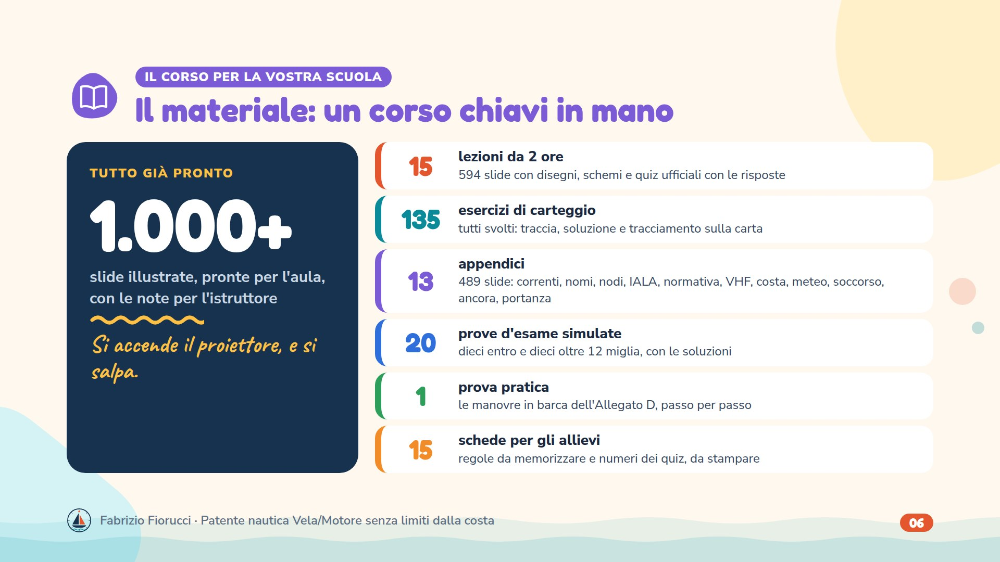 IL CORSO PER LA VOSTRA SCUOLA
Il materiale: un corso chiavi in mano
TUTTO GIÀ PRONTO
1.000+
slide illustrate, pronte per l'aula,
con le note per l'istruttore
Si accende il proiettore, e si
salpa.
15
lezioni da 2 ore
594 slide con disegni, schemi e quiz ufficiali con le risposte
135
esercizi di carteggio
tutti svolti: traccia, soluzione e tracciamento sulla carta
13
appendici
489 slide: correnti, nomi, nodi, IALA, normativa, VHF, costa, meteo, soccorso,
ancora, portanza
20
prove d'esame simulate
dieci entro e dieci oltre 12 miglia, con le soluzioni
1
prova pratica
le manovre in barca dell'Allegato D, passo per passo
15
schede per gli allievi
regole da memorizzare e numeri dei quiz, da stampare
Fabrizio Fiorucci · Patente nautica Vela/Motore senza limiti dalla costa
06